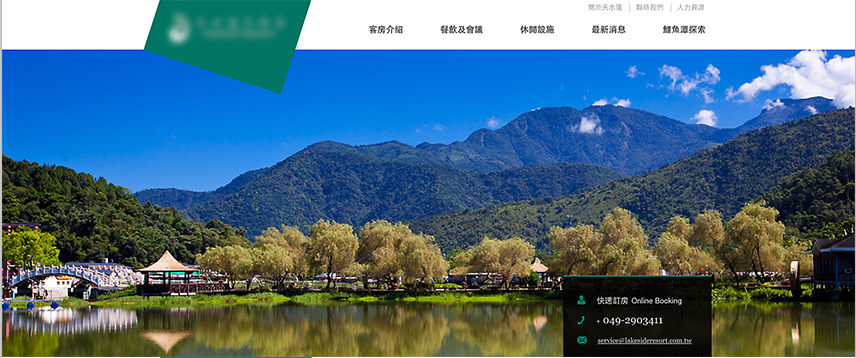 關於天水蓮 聯絡我們 人力資源
客房介紹 餐飲及會議 休閒設施 最新消息 鯉魚潭探索
快速訂房 Online Booking
+ 049-2903411
service@lakesideresort.com.tw